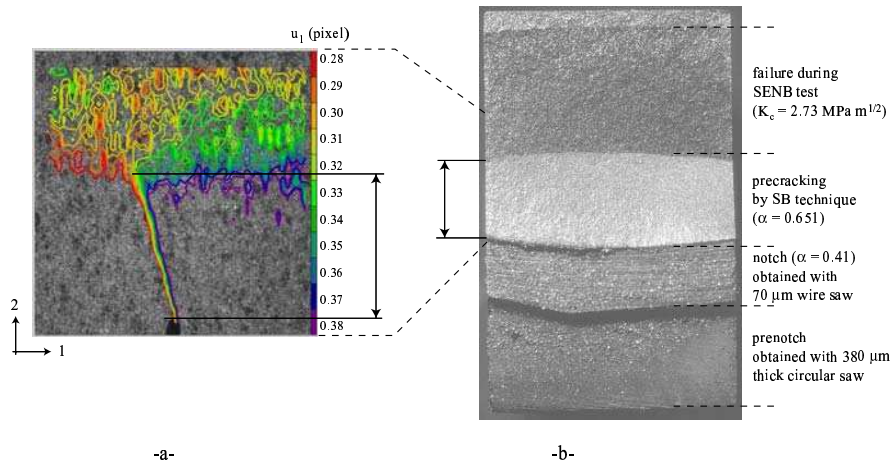 u1 (pixel)
0.28
0.29
0.30
0.31
0.32
0.33
0.34
0.35
0.36
0.37
0.38
2
1
-a-
failure during
SENB test
(Kc = 2.73 MPa m1/2)
precracking
by SB technique
(α = 0.651)
notch (α = 0.41)
obtained with
70 µm wire saw
prenotch
obtained with 380 µm
thick circular saw
-b-